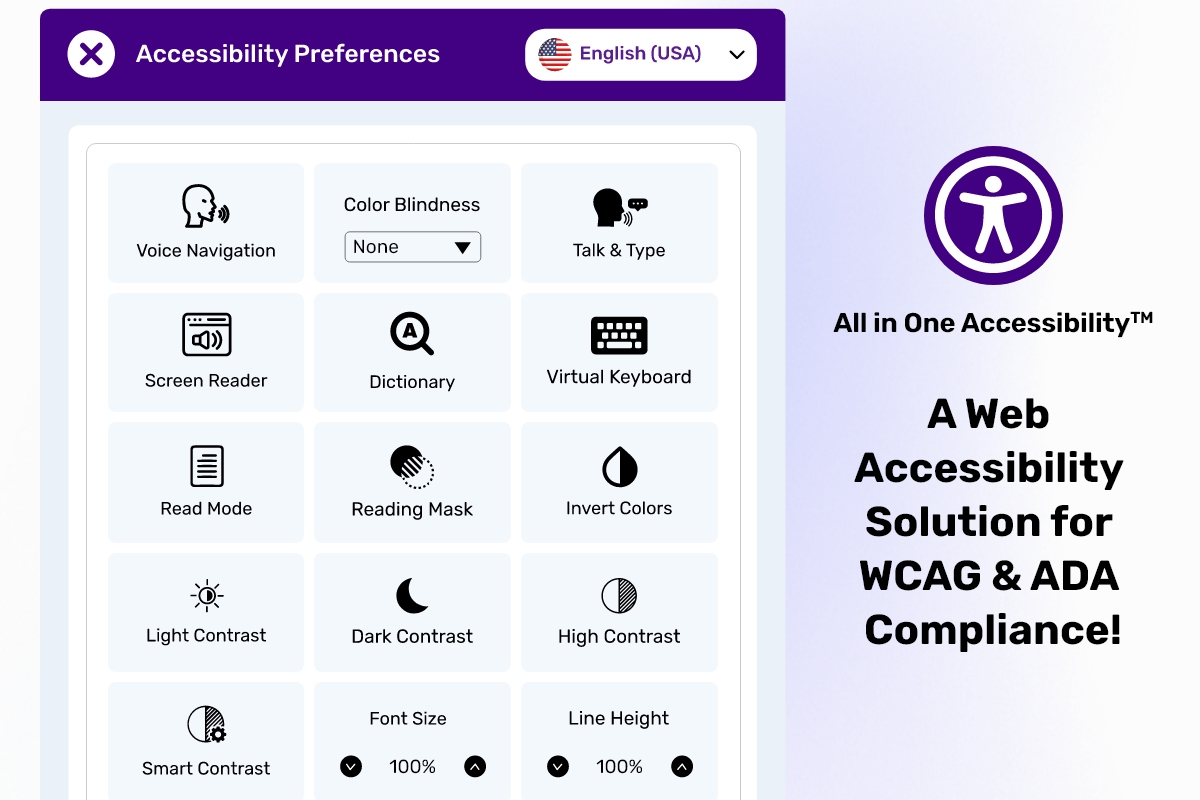 Accessibility Preferences
English (USA)
Voice Navigation
Color Blindness
None
Talk & Type
Screen Reader
A
Dictionary
Virtual Keyboard
Read Mode
Reading Mask
Invert Colors
Light Contrast
Dark Contrast
High Contrast
Smart Contrast
Font Size
100%
Line Height
100%
All in One Accessibility™
A Web
Accessibility
Solution for
WCAG & ADA
Compliance!